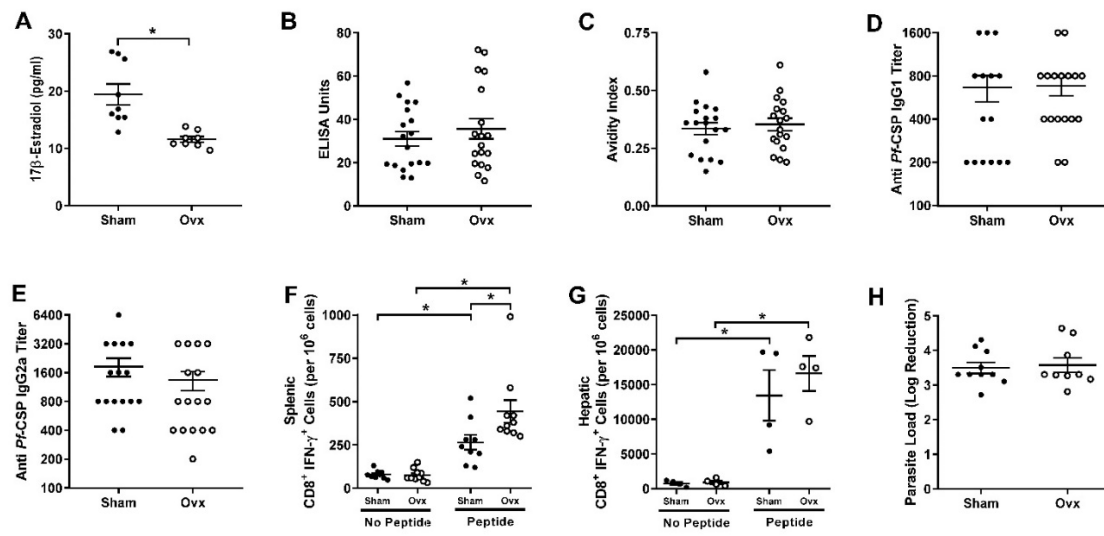 A
17β-Estradiol (pg/ml)
30
20
10
0
*
Sham
Ovx
B
ELISA Units
80
60
40
20
0
Sham
Ovx
C
Avidity Index
0.75
0.50
0.25
0.00
Sham
Ovx
D
Anti Pf-CSP IgG1 Titer
1600
800
400
200
100
Sham
Ovx
E
Anti Pf-CSP IgG2a Titer
6400
3200
1600
800
400
200
100
Sham
Ovx
F
Splenic
CD8+ IFN-γ+ Cells (per 10^6 cells)
1000
750
500
250
0
*
*
*
Sham
Ovx
Sham
Ovx
No Peptide
Peptide
G
Hepatic
CD8+ IFN-γ+ Cells (per 10^6 cells)
25000
20000
15000
10000
5000
0
*
*
Sham
Ovx
Sham
Ovx
No Peptide
Peptide
H
Parasite Load (Log Reduction)
5
4
3
2
1
0
Sham
Ovx